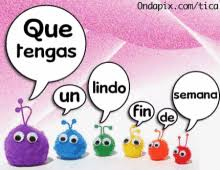 Ondapix.com/tica
Que
tengas
un
lindo
fin
de
semana